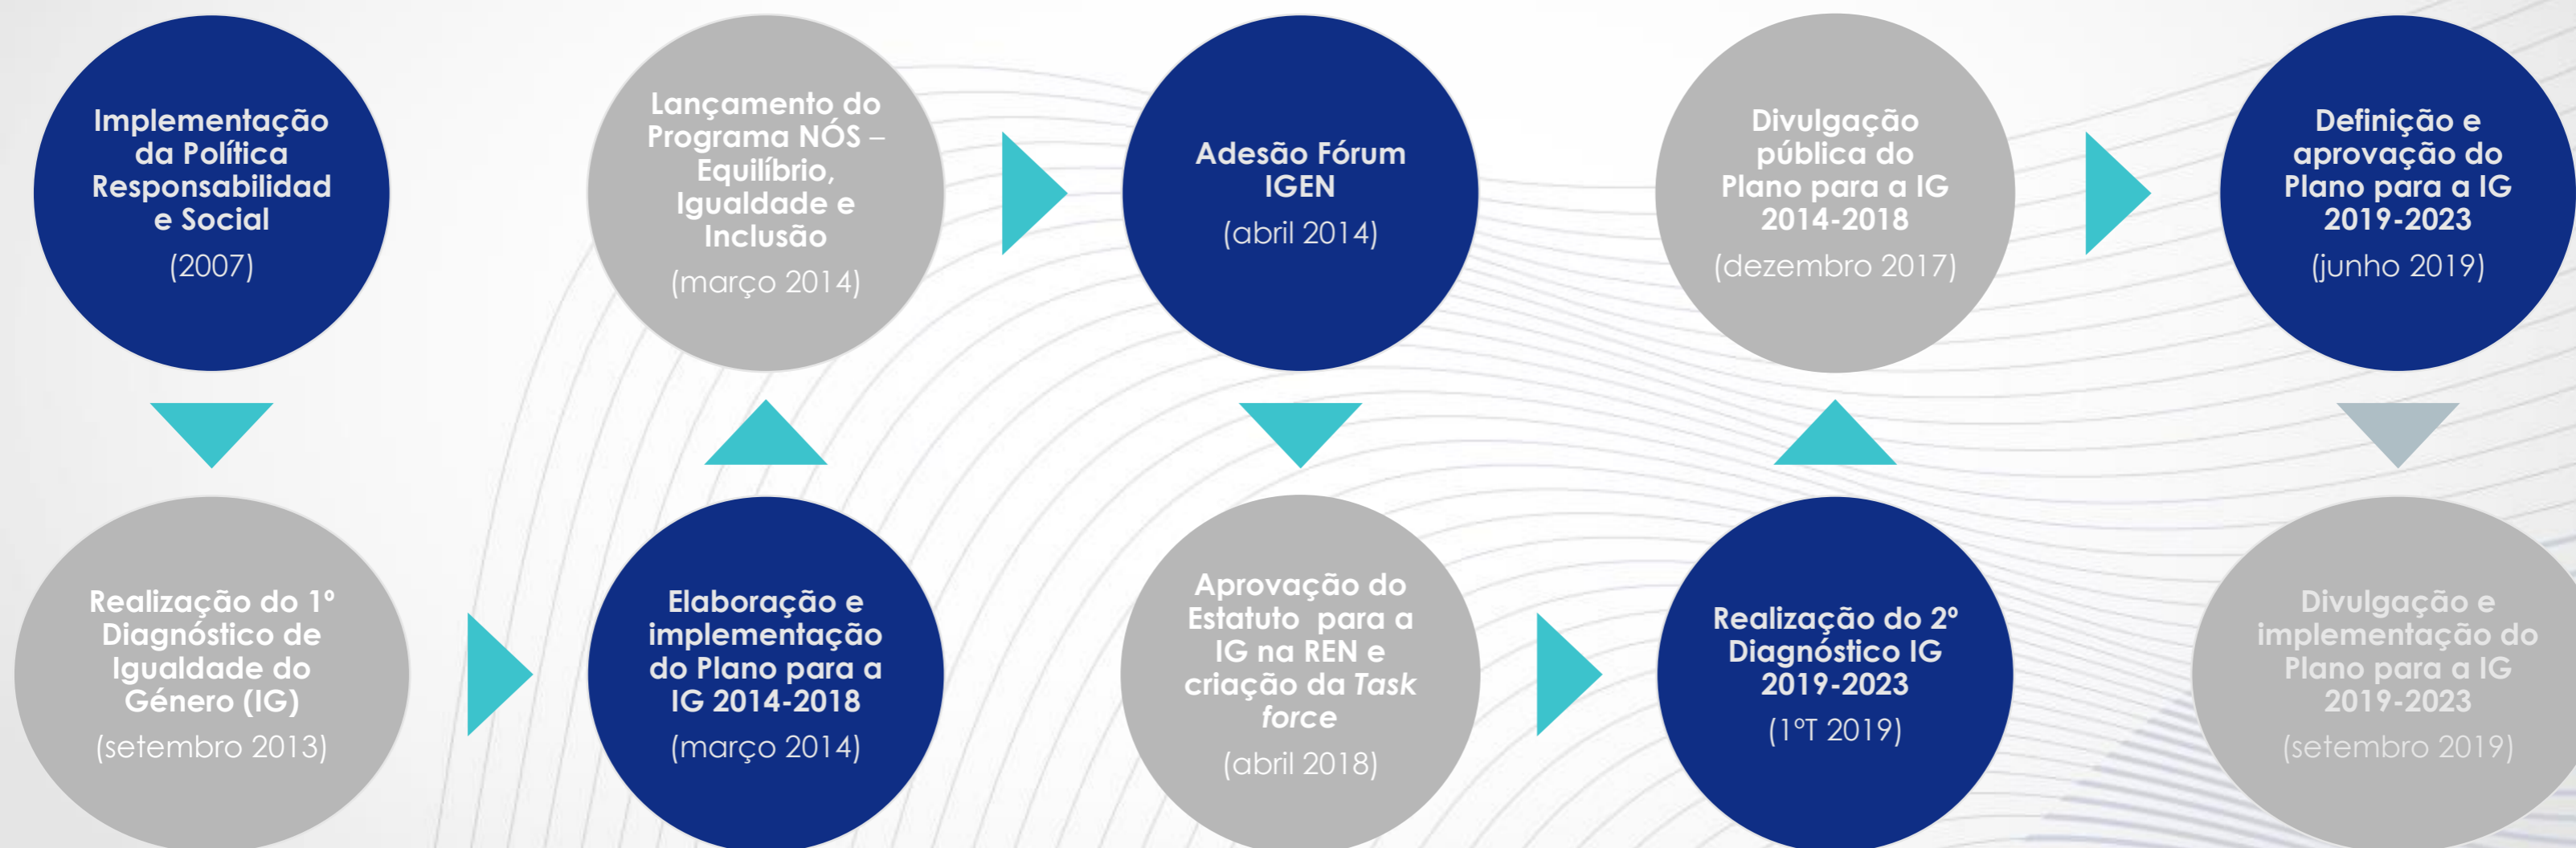 Implementação
da Política
Responsabilidad
e Social
(2007)
Realização do 1º
Diagnóstico de
Igualdade do
Género (IG)
(setembro 2013)
Elaboração e
implementação
do Plano para a
IG 2014-2018
(março 2014)
Lançamento do
Programa NÓS –
Equilíbrio,
Igualdade e
Inclusão
(março 2014)
Adesão Fórum
IGEN
(abril 2014)
Aprovação do
Estatuto para a
IG na REN e
criação da Task
force
(abril 2018)
Realização do 2º
Diagnóstico IG
2019-2023
(1ºT 2019)
Divulgação
pública do
Plano para a IG
2014-2018
(dezembro 2017)
Definição e
aprovação do
Plano para a IG
2019-2023
(junho 2019)
Divulgação e
implementação do
Plano para a IG
2019-2023
(setembro 2019)